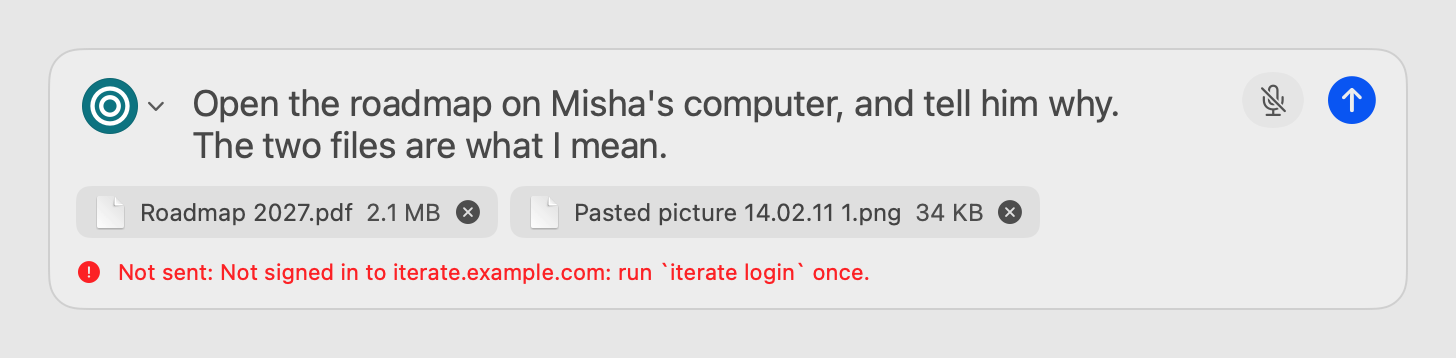 Open the roadmap on Misha's computer, and tell him why.
The two files are what I mean.
Roadmap 2027.pdf 2.1 MB
Pasted picture 14.02.11 1.png 34 KB
Not sent: Not signed in to iterate.example.com: run `iterate login` once.